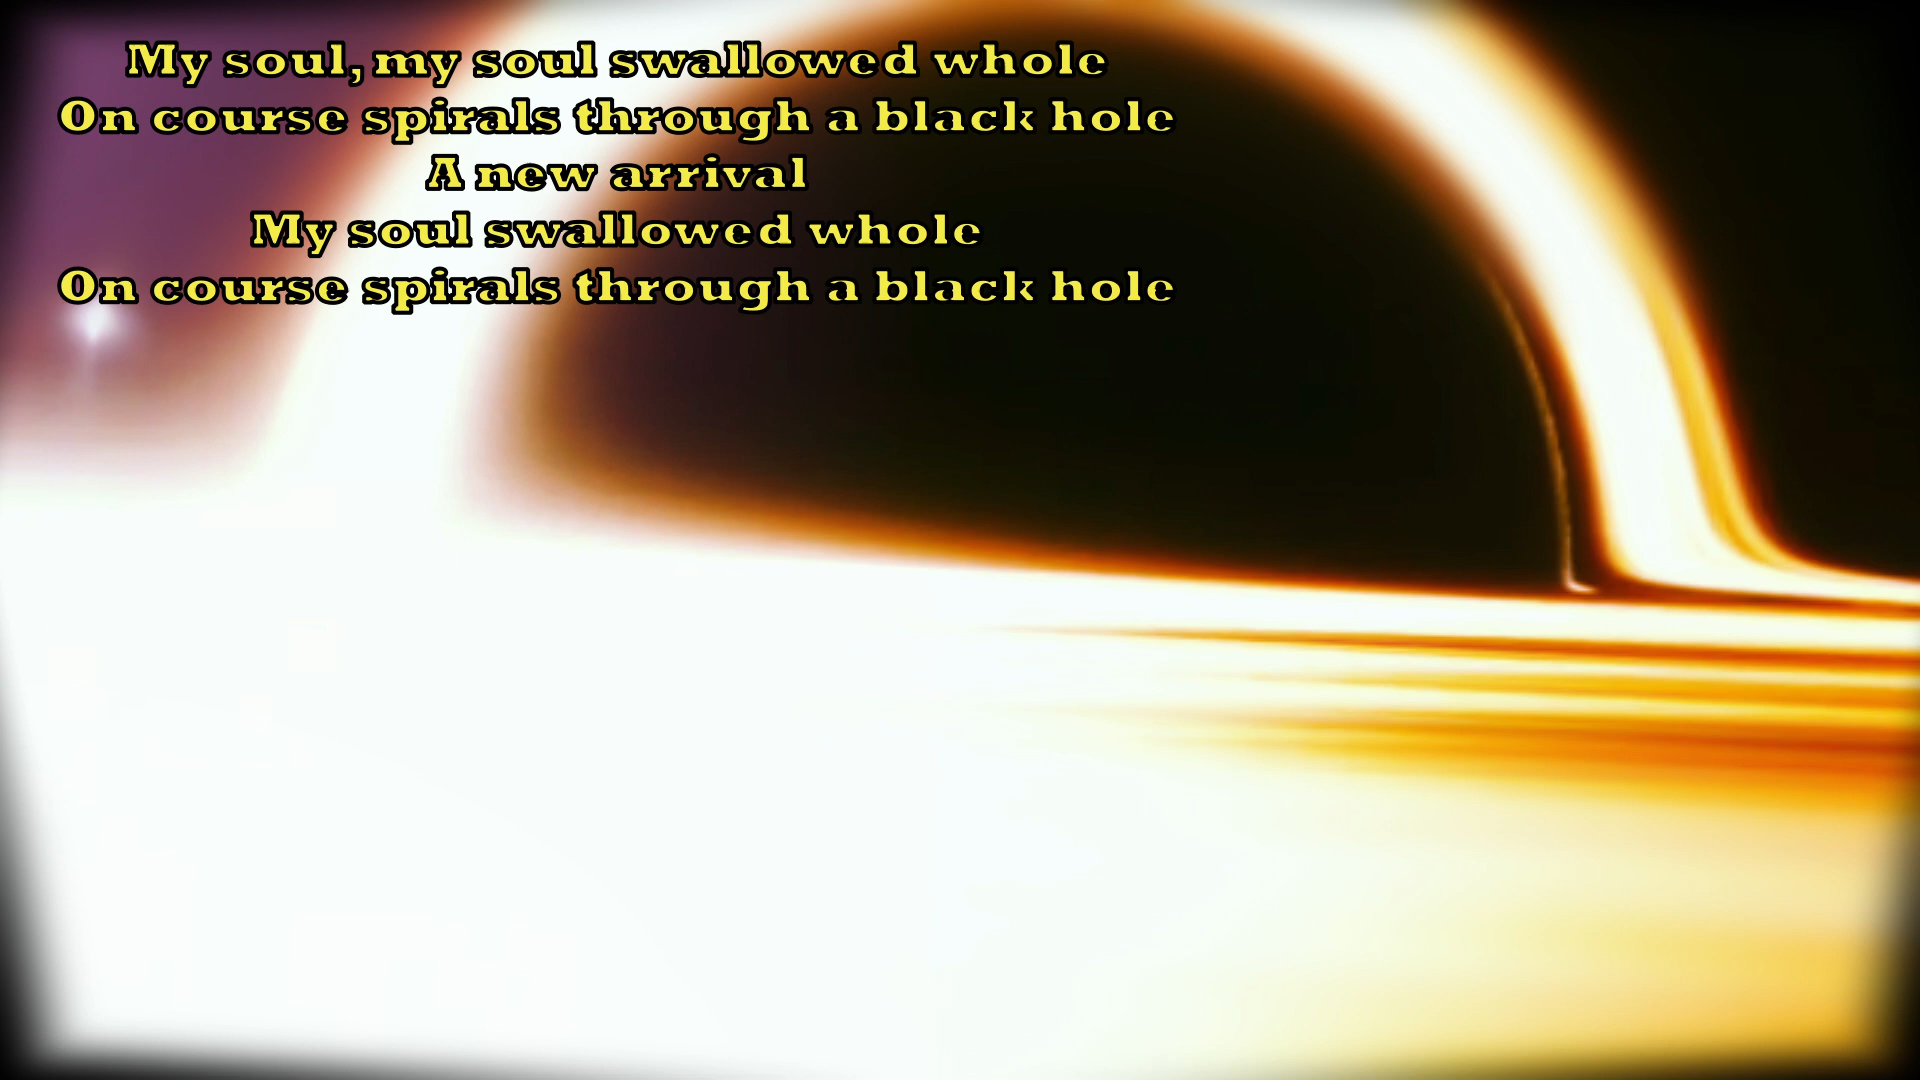 My soul, my soul swallowed whole
On course spirals through a black hole
A new arrival
My soul swallowed whole
On course spirals through a black hole